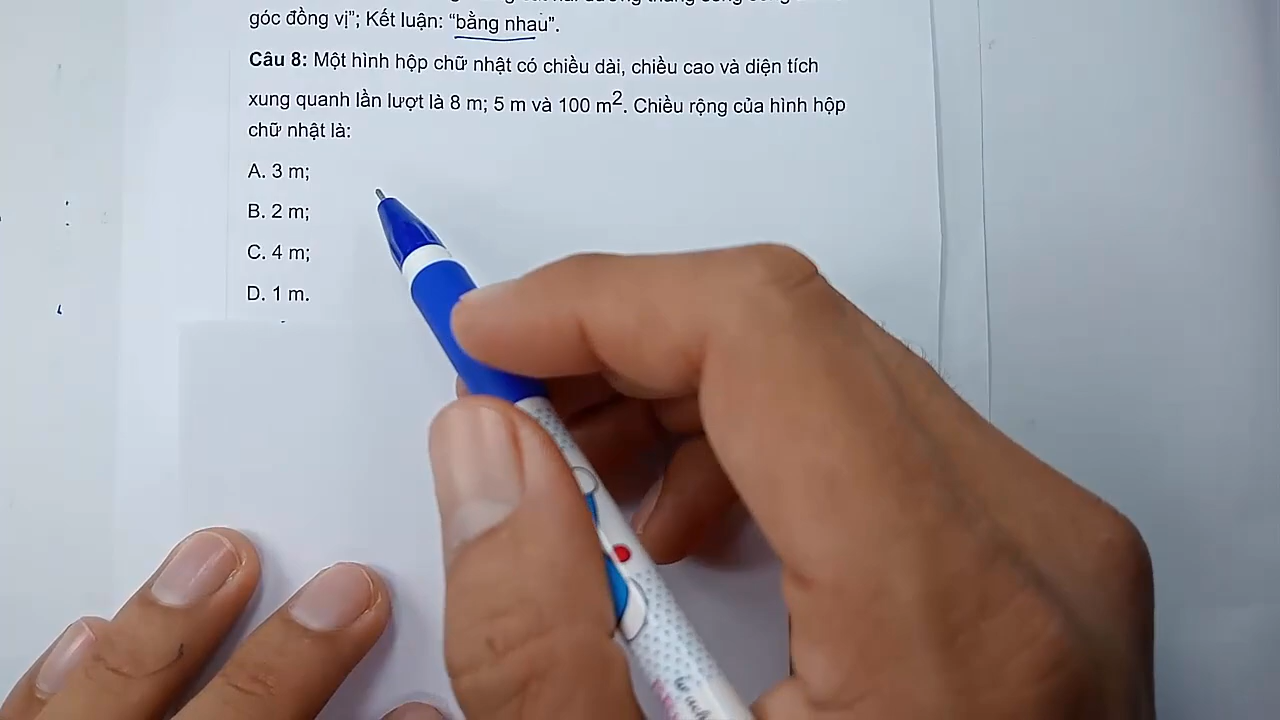 góc đồng vị”; Kết luận: “bằng nhau”.
Câu 8: Một hình hộp chữ nhật có chiều dài, chiều cao và diện tích
xung quanh lần lượt là 8 m; 5 m và 100 m². Chiều rộng của hình hộp
chữ nhật là:
A. 3 m;
B. 2 m;
C. 4 m;
D. 1 m.